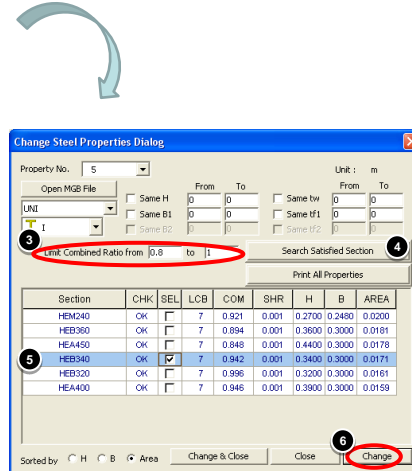 Change Steel Properties Dialog
Property No. 5 Unit : m
Open MGB File From To From To
Same H 0 0 Same tw 0 0
UNI Same B1 0 0 Same tf1 0 0
I Same B2 0 0 Same tf2 0 0
3
Limit Combined Ratio from 0.8 to 1 Search Satisfied Section 4
Print All Properties
Section CHK SEL LCB COM SHR H B AREA
HEM240 OK 7 0.921 0.001 0.2700 0.2480 0.0200
HEB360 OK 7 0.894 0.001 0.3600 0.3000 0.0181
HEA450 OK 7 0.848 0.001 0.4400 0.3000 0.0178
5 HEB340 OK 7 0.942 0.001 0.3400 0.3000 0.0171
HEB320 OK 7 0.996 0.001 0.3200 0.3000 0.0161
HEA400 OK 7 0.946 0.001 0.3900 0.3000 0.0159
6
Sorted by H B Area Change & Close Close Change